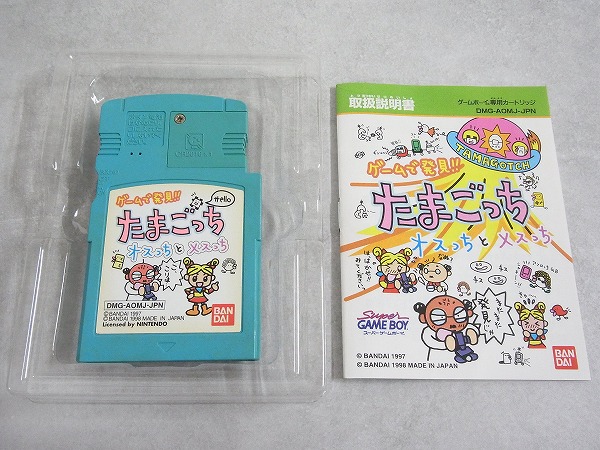 ゲームで発見!!
Hello
たまごっち
オスっちとメスっち
DMG-AOMJ-JPN
© BANDAI 1997
© BANDAI 1998 MADE IN JAPAN
Licensed by NINTENDO
BAN
DAI
取扱説明書
ゲームボーイ専用カートリッジ
DMG-AOMJ-JPN
TAMAGOTCH
ゲームで発見!!
たまごっち
オスっちとメスっち
Super
GAME BOY
スーパーゲームボーイ
© BANDAI 1997
© BANDAI 1998 MADE IN JAPAN
BAN
DAI